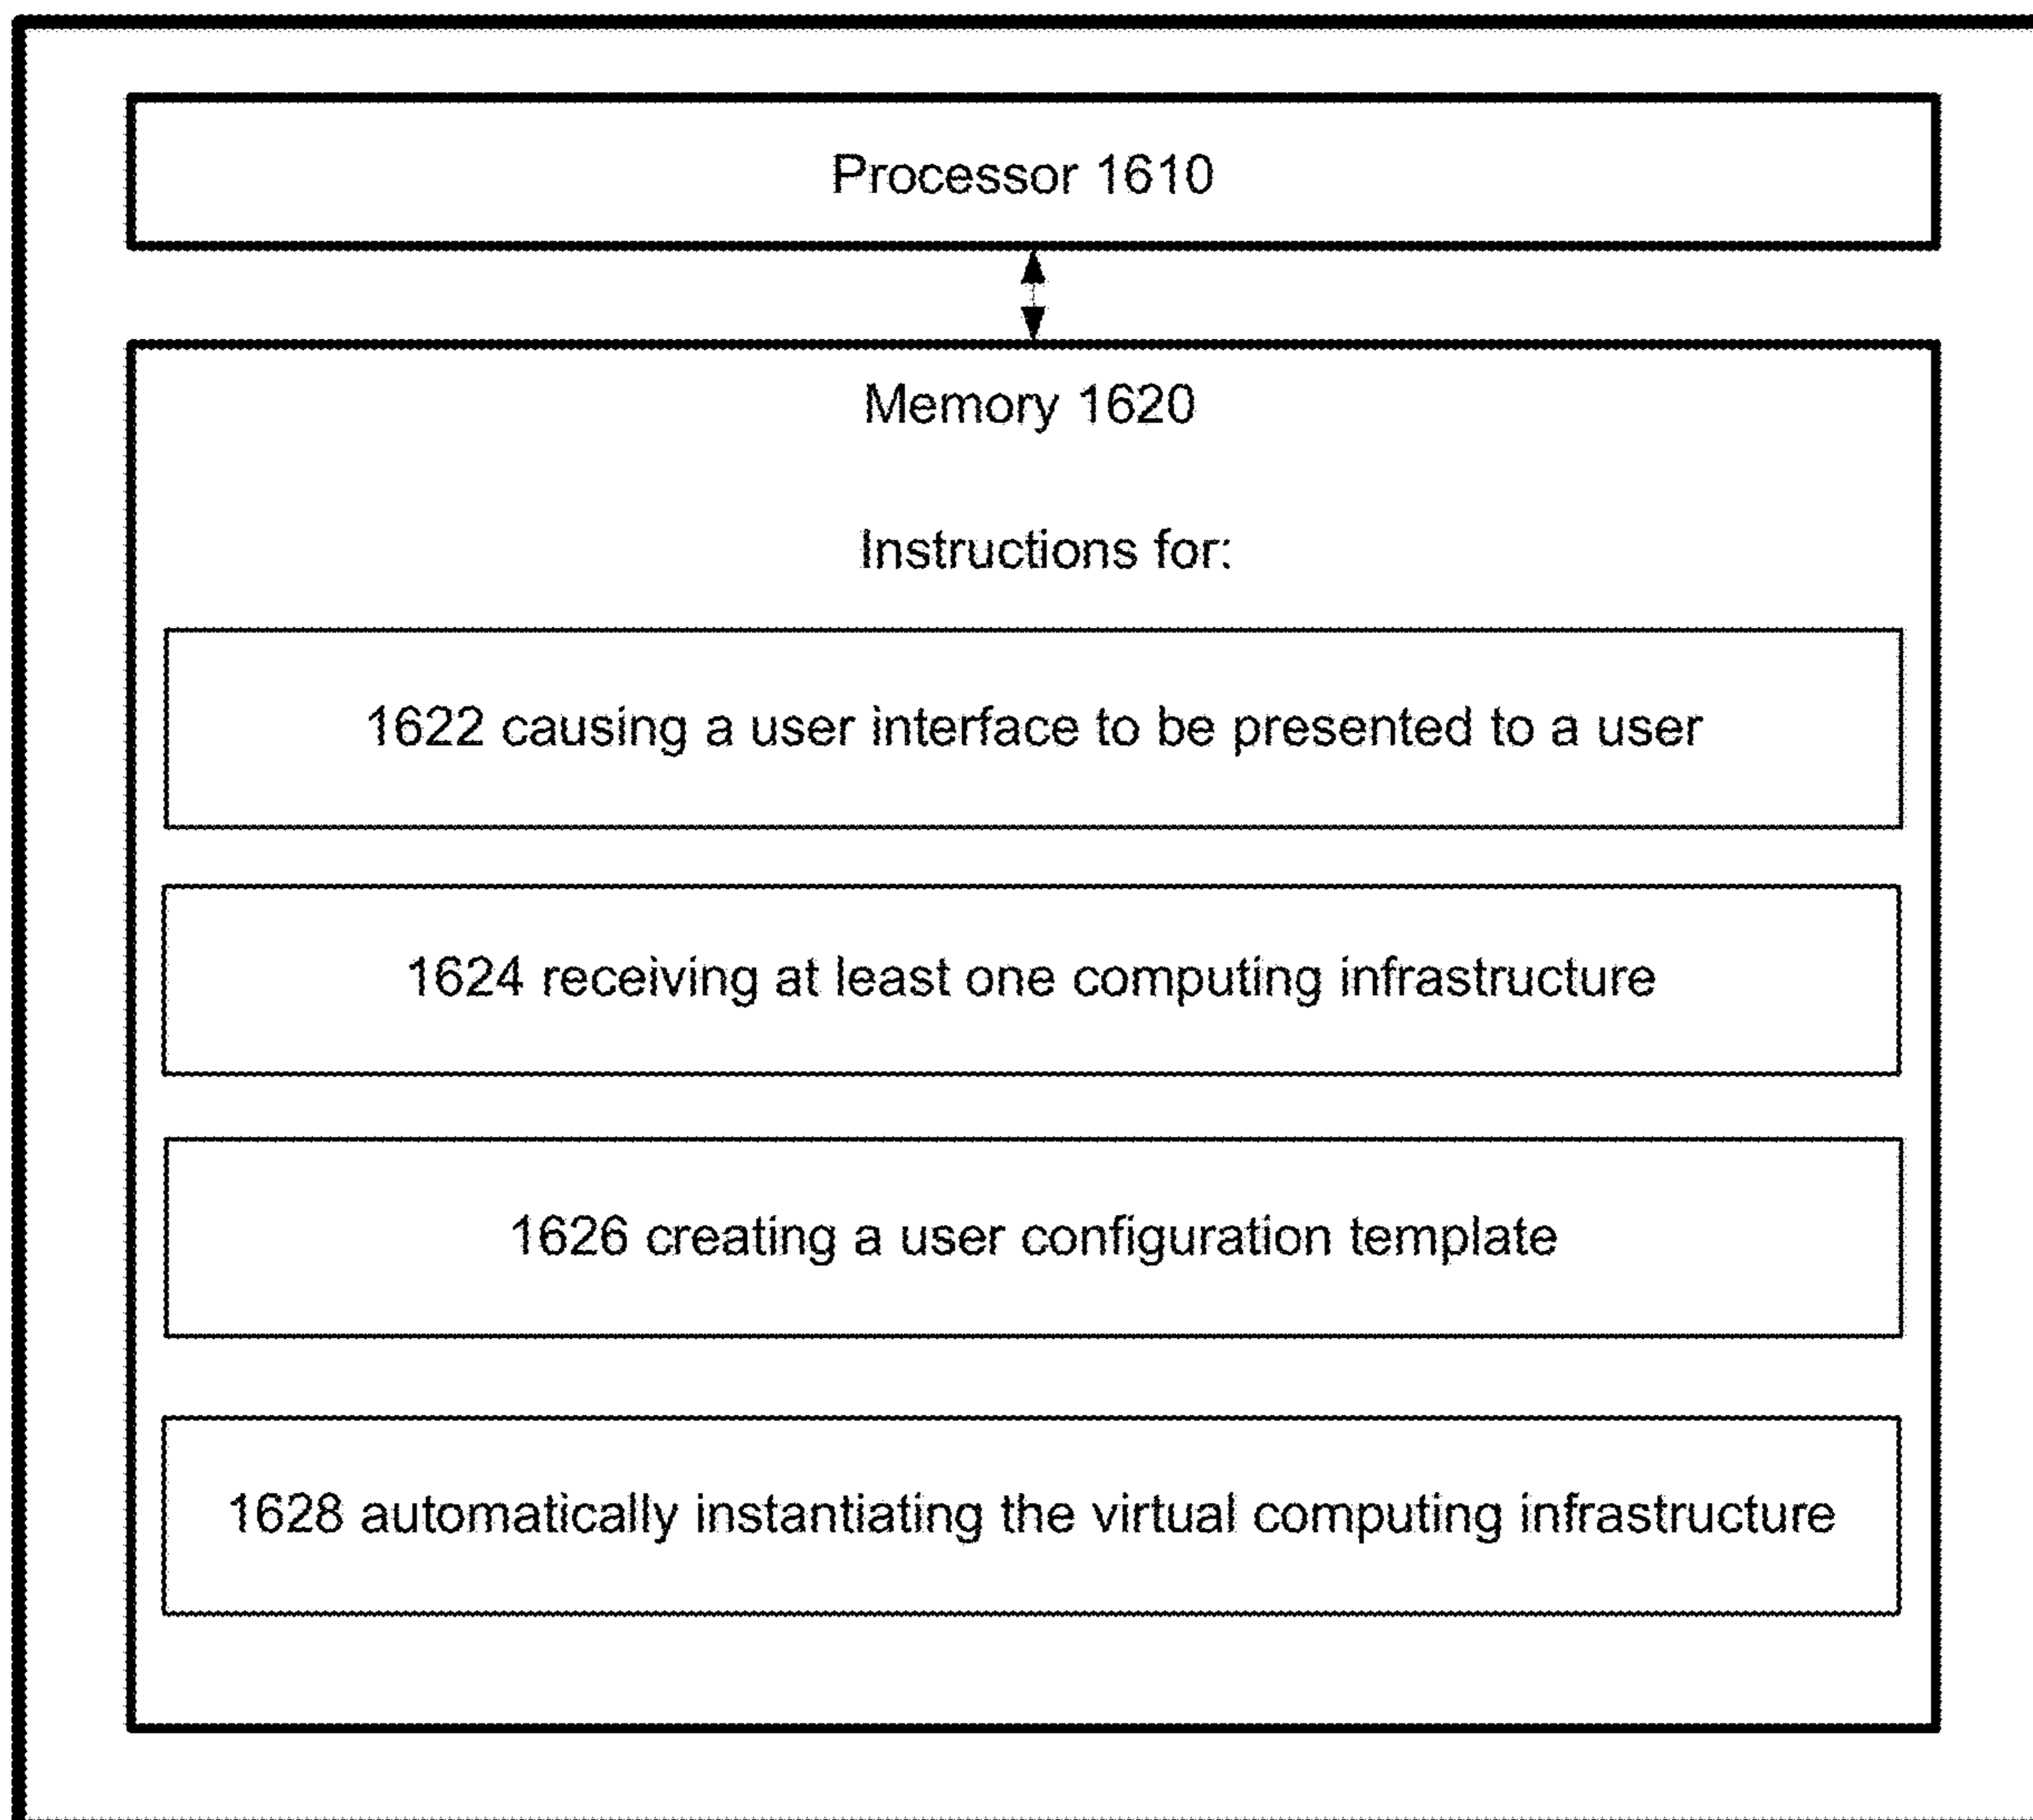 Processor 1610
Memory 1620
Instructions for:
1622 causing a user interface to be presented to a user
1624 receiving at least one computing infrastructure
1626 creating a user configuration template
1628 automatically instantiating the virtual computing infrastructure